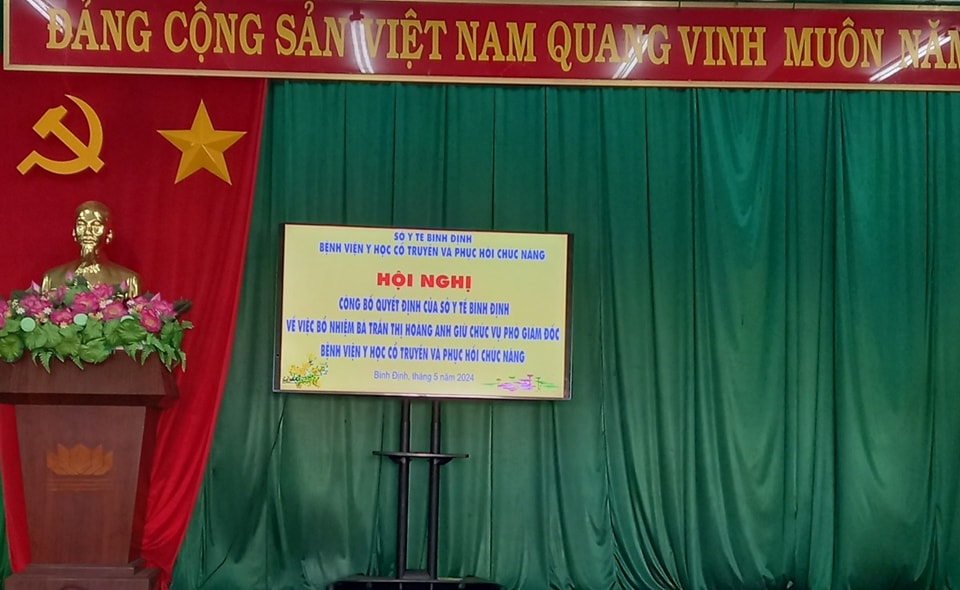 ĐẢNG CỘNG SẢN VIỆT NAM QUANG VINH MUÔN NĂM
SỞ Y TẾ BÌNH ĐỊNH
BỆNH VIỆN Y HỌC CỔ TRUYỀN VÀ PHỤC HỒI CHỨC NĂNG
HỘI NGHỊ
CÔNG BỐ QUYẾT ĐỊNH CỦA SỞ Y TẾ BÌNH ĐỊNH
VỀ VIỆC BỔ NHIỆM BÀ TRẦN THỊ HOÀNG ANH GIỮ CHỨC VỤ PHÓ GIÁM ĐỐC
BỆNH VIỆN Y HỌC CỔ TRUYỀN VÀ PHỤC HỒI CHỨC NĂNG
Bình Định, tháng 5 năm 2024